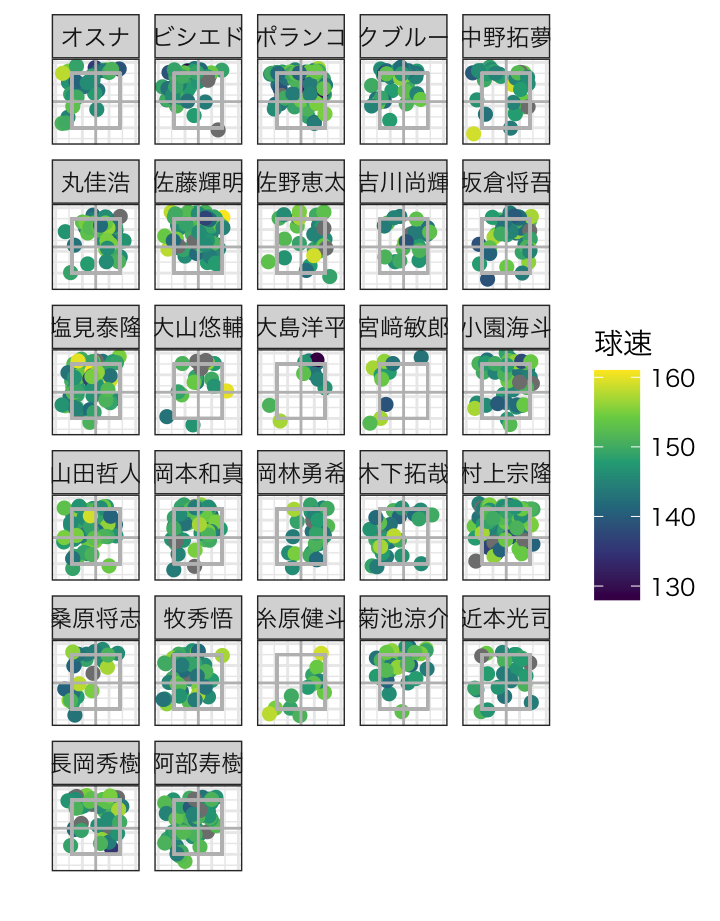 オスナ ビシエド ポランコ クブルー 中野拓夢
丸佳浩 佐藤輝明 佐野恵太 吉川尚輝 坂倉将吾
塩見泰隆 大山悠輔 大島洋平 宮﨑敏郎 小園海斗
山田哲人 岡本和真 岡林勇希 木下拓哉 村上宗隆
桑原将志 牧秀悟 糸原健斗 菊池涼介 近本光司
長岡秀樹 阿部寿樹
球速
160
150
140
130